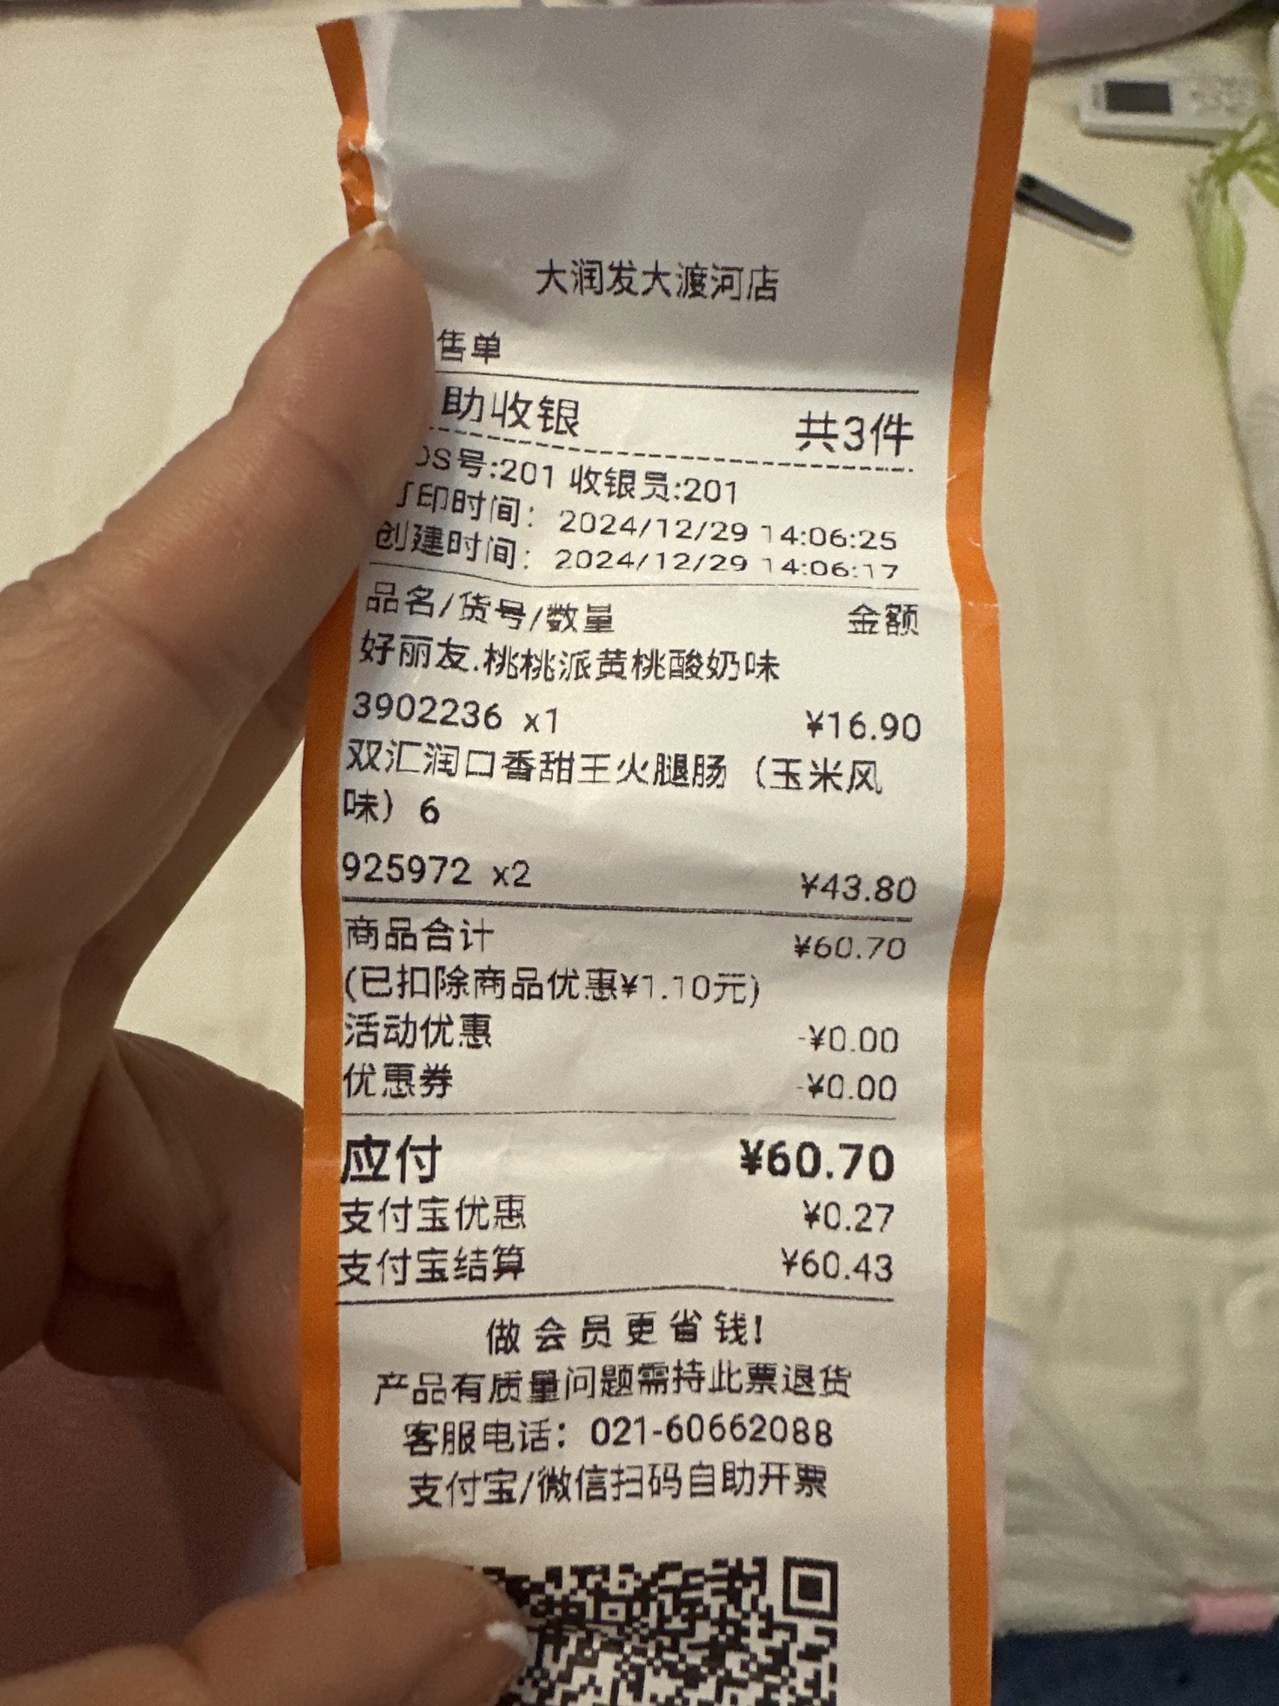 大润发大渡河店
售单
助收银 共3件
OS号:201 收银员:201
打印时间: 2024/12/29 14:06:25
创建时间: 2024/12/29 14:06:17
品名/货号/数量 金额
好丽友.桃桃派黄桃酸奶味
3902236 x1 ¥16.90
双汇润口香甜王火腿肠（玉米风
味）6
925972 x2 ¥43.80
商品合计 ¥60.70
(已扣除商品优惠¥1.10元)
活动优惠 -¥0.00
优惠券 -¥0.00
应付 ¥60.70
支付宝优惠 ¥0.27
支付宝结算 ¥60.43
做会员更省钱!
产品有质量问题需持此票退货
客服电话：021-60662088
支付宝/微信扫码自助开票